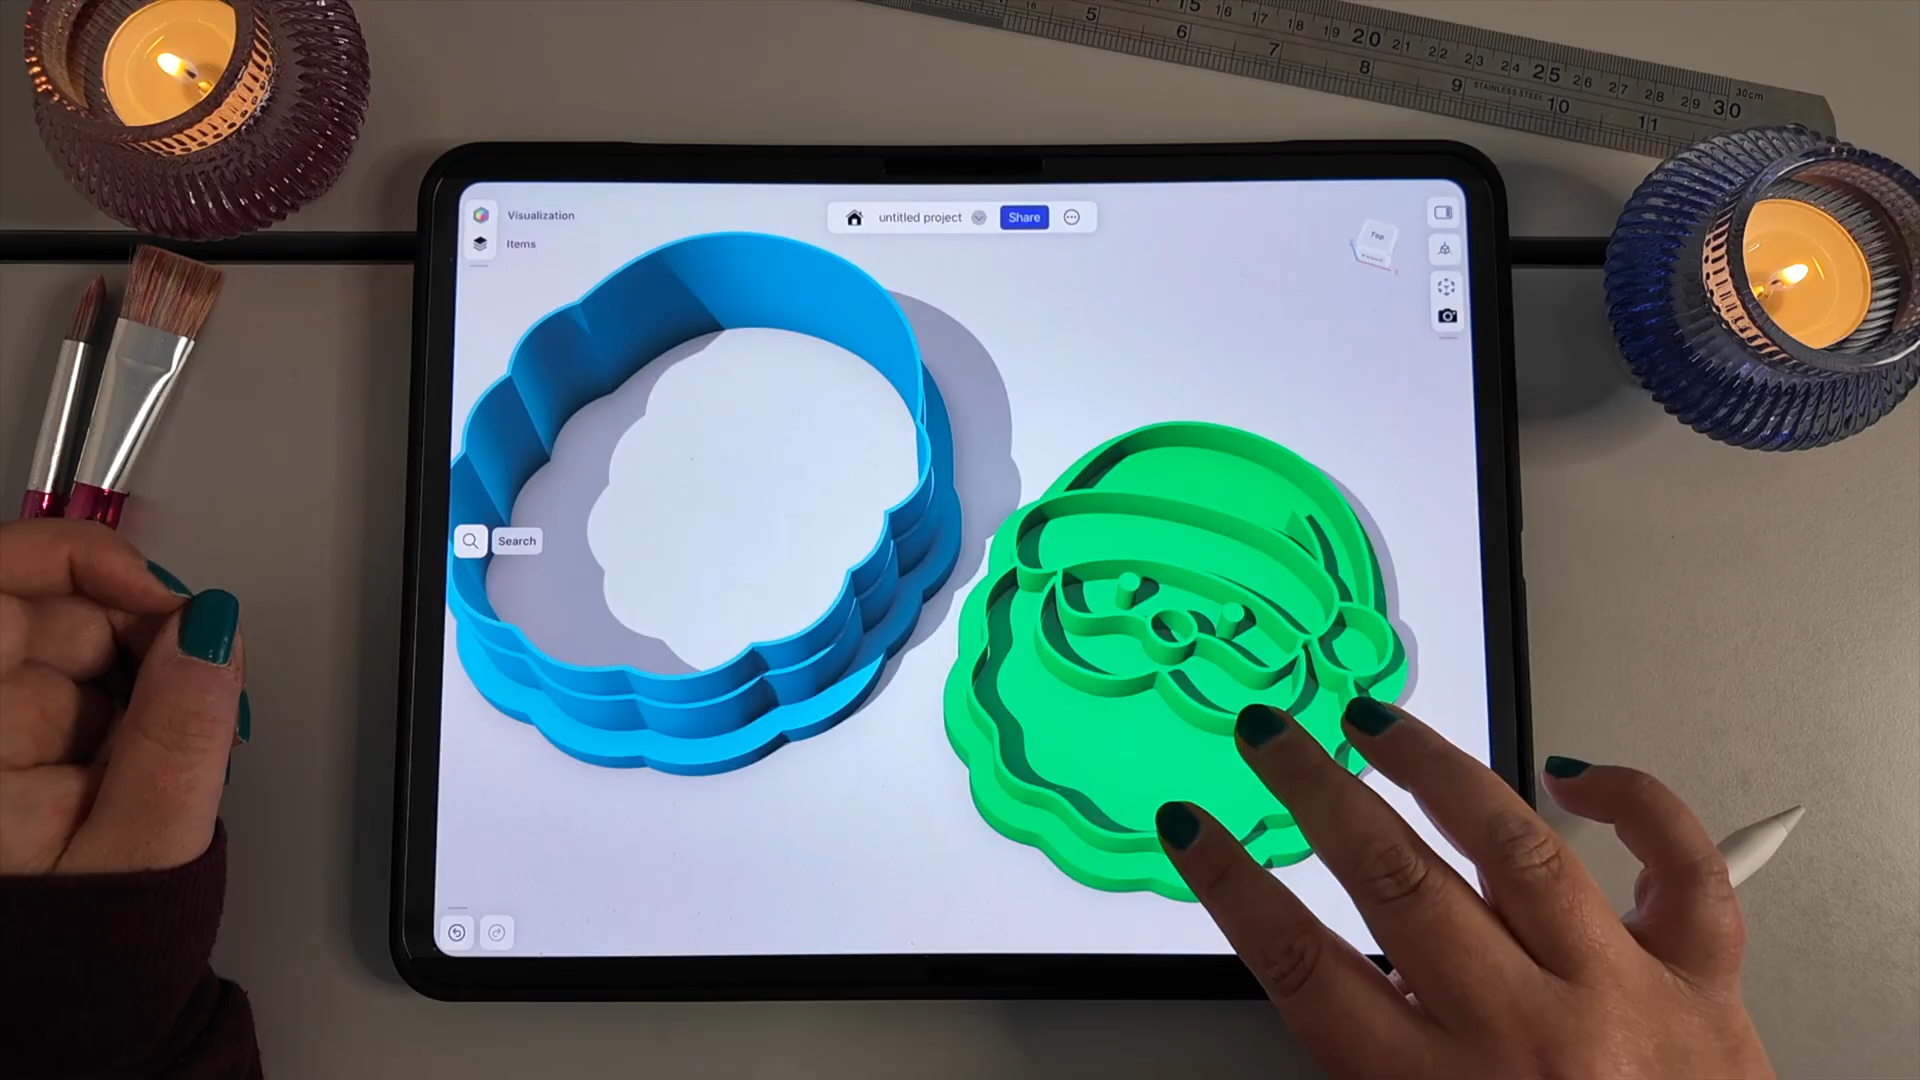 5 15 16 17 18 19 20 21 22 23 24 25 26 27 28 29 30 30cm
6 7 8 9 STAINLESS STEEL 10 11
Visualization
Items
untitled project
Share
Top
X
Search